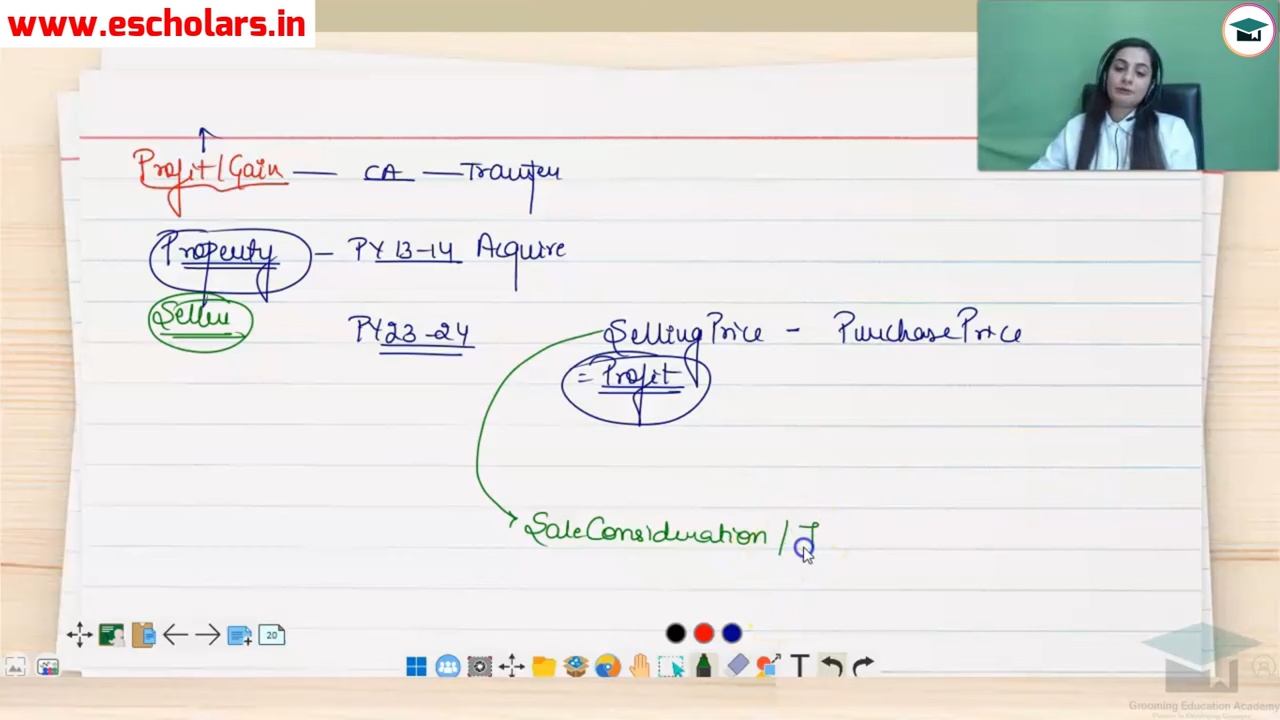 www.escholars.in
Profit/Gain — CA — Transfer
Property — PY 13-14 Acquire
Seller
PY 23-24 Selling Price - Purchase Price
= Profit
Sale Consideration /
20
T
Grooming Education Academy